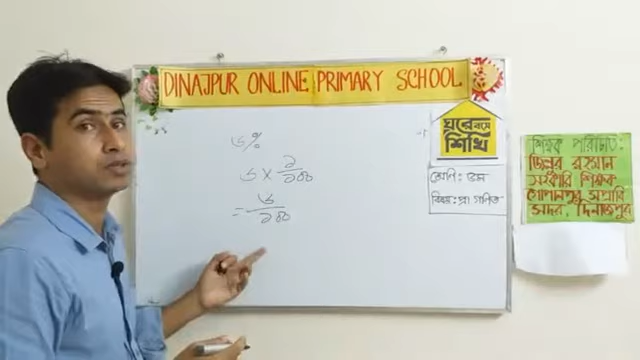 DINAJPUR ONLINE PRIMARY SCHOOL
৬%
৬ × ১/১০০
= ৬/১০০
ঘরে বসে
শিখি
শ্রেণি: ৫ম
বিষয়: প্রা গণিত
শিক্ষক পরিচিতি:
জিল্লুর রহমান
সহকারি শিক্ষক
গোপালপুর সপ্রাবি
সদর, দিনাজপুর